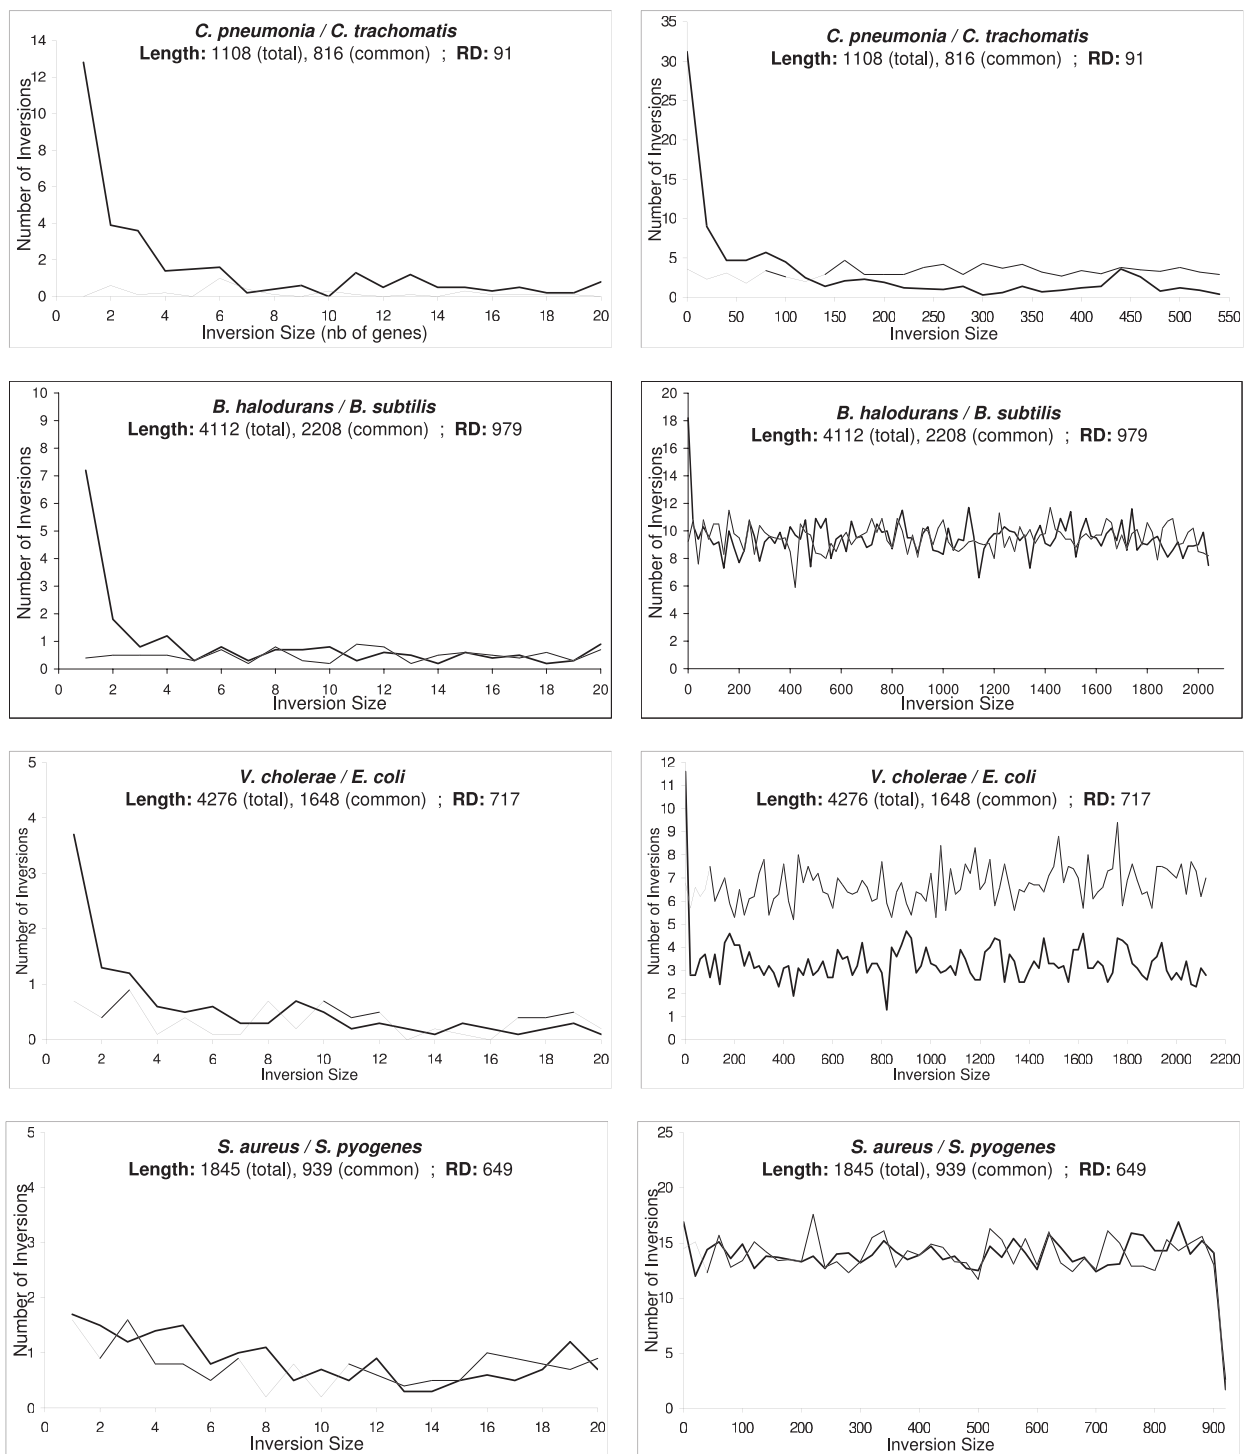 C. pneumonia / C. trachomatis
Length: 1108 (total), 816 (common) ; RD: 91
Number of Inversions
14
12
10
8
6
4
2
0
0 2 4 6 8 10 12 14 16 18 20
Inversion Size (nb of genes)
C. pneumonia / C. trachomatis
Length: 1108 (total), 816 (common) ; RD: 91
Number of Inversions
35
30
25
20
15
10
5
0
0 50 100 150 200 250 300 350 400 450 500 550
Inversion Size
B. halodurans / B. subtilis
Length: 4112 (total), 2208 (common) ; RD: 979
Number of Inversions
10
9
8
7
6
5
4
3
2
1
0
0 2 4 6 8 10 12 14 16 18 20
Inversion Size
B. halodurans / B. subtilis
Length: 4112 (total), 2208 (common) ; RD: 979
Number of Inversions
20
18
16
14
12
10
8
6
4
2
0
0 200 400 600 800 1000 1200 1400 1600 1800 2000
Inversion Size
V. cholerae / E. coli
Length: 4276 (total), 1648 (common) ; RD: 717
Number of Inversions
5
4
3
2
1
0
0 2 4 6 8 10 12 14 16 18 20
Inversion Size
V. cholerae / E. coli
Length: 4276 (total), 1648 (common) ; RD: 717
Number of Inversions
12
11
10
9
8
7
6
5
4
3
2
1
0
0 200 400 600 800 1000 1200 1400 1600 1800 2000 2200
Inversion Size
S. aureus / S. pyogenes
Length: 1845 (total), 939 (common) ; RD: 649
Number of Inversions
5
4
3
2
1
0
0 2 4 6 8 10 12 14 16 18 20
Inversion Size
S. aureus / S. pyogenes
Length: 1845 (total), 939 (common) ; RD: 649
Number of Inversions
25
20
15
10
5
0
0 100 200 300 400 500 600 700 800 900
Inversion Size